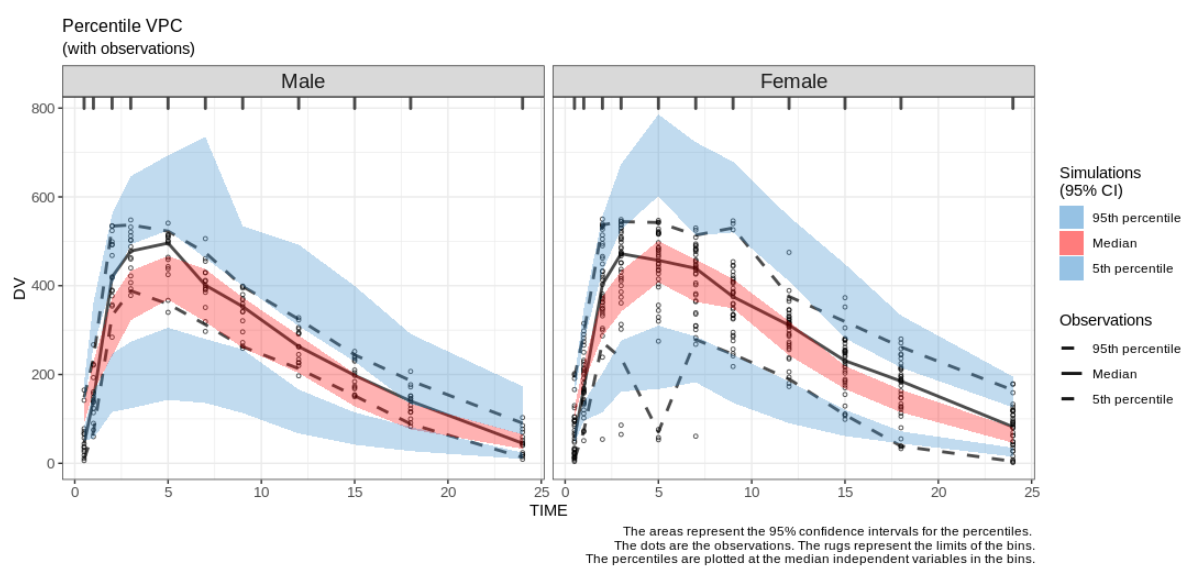 Percentile VPC
(with observations)
Male
Female
800
600
400
200
0
DV
0
5
10
15
20
25
0
5
10
15
20
25
TIME
Simulations
(95% CI)
95th percentile
Median
5th percentile
Observations
95th percentile
Median
5th percentile
The areas represent the 95% confidence intervals for the percentiles.
The dots are the observations. The rugs represent the limits of the bins.
The percentiles are plotted at the median independent variables in the bins.